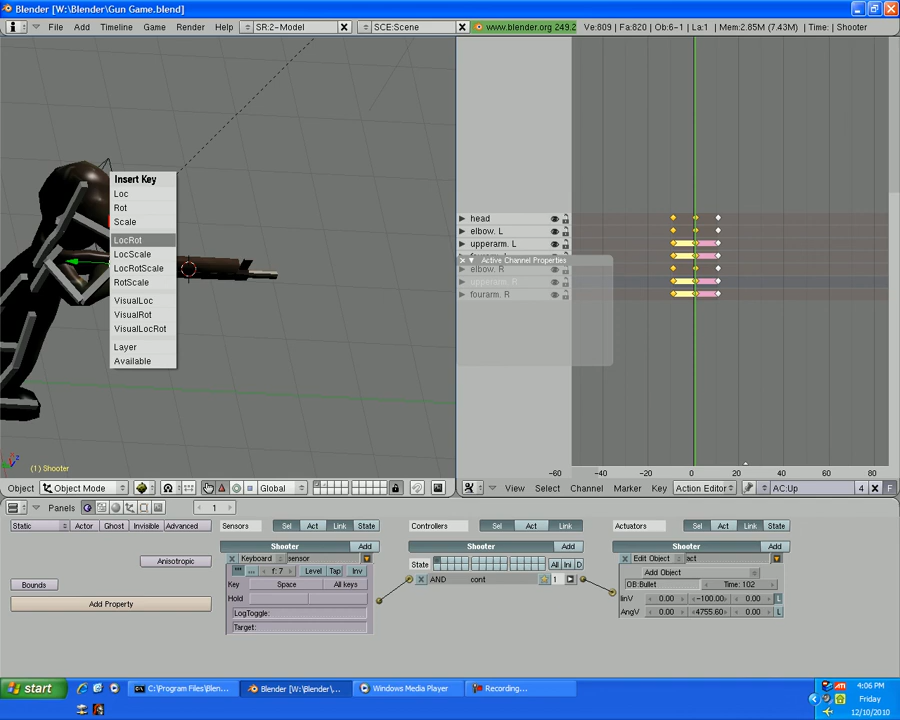 Blender [W:\Blender\Gun Game.blend]
File Add Timeline Game Render Help SR:2-Model SCE:Scene www.blender.org 249.2 Ve:809 | Fa:820 | Ob:6-1 | La:1 | Mem:2.85M (7.43M) | Time: | Shooter
Insert Key
Loc
Rot
Scale
LocRot
LocScale
LocRotScale
RotScale
VisualLoc
VisualRot
VisualLocRot
Layer
Available
(1) Shooter
head
elbow. L
upperarm. L
Active Channel Properties
elbow. R
upperarm. R
fourarm. R
-60 -40 -20 0 20 40 60 80
Object Object Mode Global
View Select Marker Key Action Editor AC:Up 4 F
Panels 1
Static Actor Ghost Invisible Advanced
Anisotropic
Bounds
Add Property
Sensors Sel Act Link State
Shooter Add
Keyboard sensor
f: 7 Level Tap Inv
Key Space All keys
Hold
LogToggle:
Target:
Controllers Sel Act Link
Shooter Add
State All Ini D
AND cont 1
Actuators Sel Act Link State
Shooter Add
Edit Object act
Add Object
OB:Bullet Time: 102
linV 0.00 -100.00 0.00 L
AngV 0.00 4755.60 0.00 L
start C:\Program Files\Blen... Blender [W:\Blender\... Windows Media Player Recording... 4:06 PM
Friday
12/10/2010